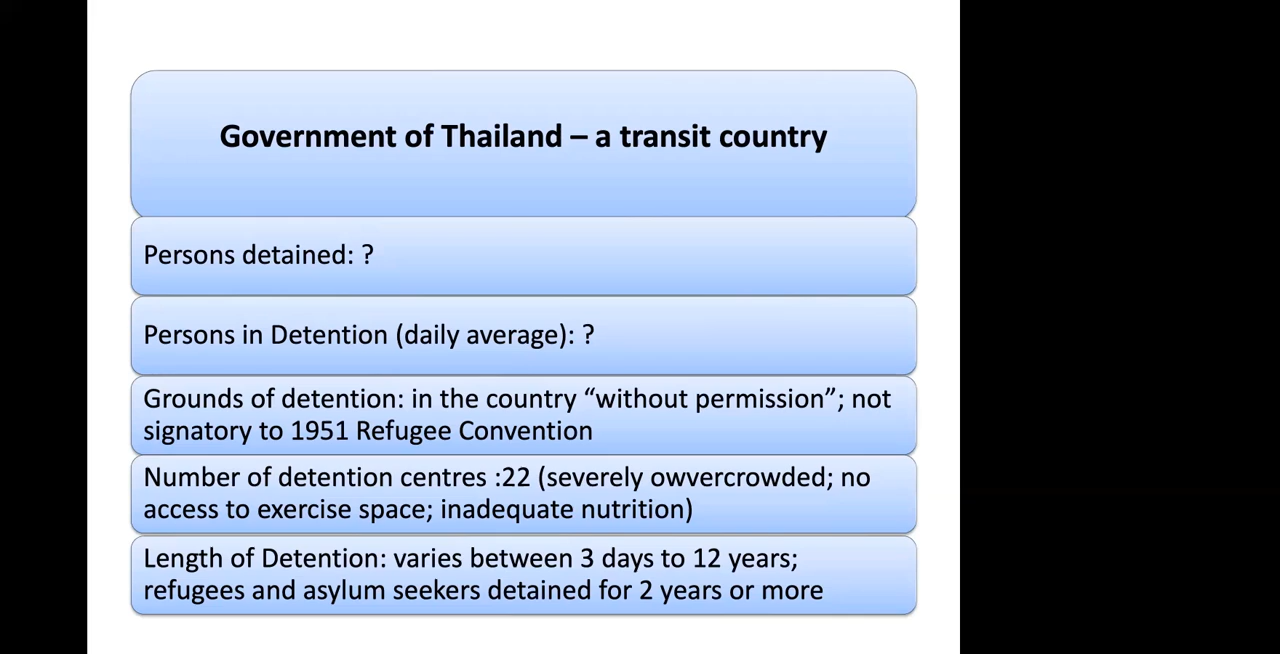 Government of Thailand – a transit country
Persons detained: ?
Persons in Detention (daily average): ?
Grounds of detention: in the country “without permission”; not
signatory to 1951 Refugee Convention
Number of detention centres :22 (severely owvercrowded; no
access to exercise space; inadequate nutrition)
Length of Detention: varies between 3 days to 12 years;
refugees and asylum seekers detained for 2 years or more